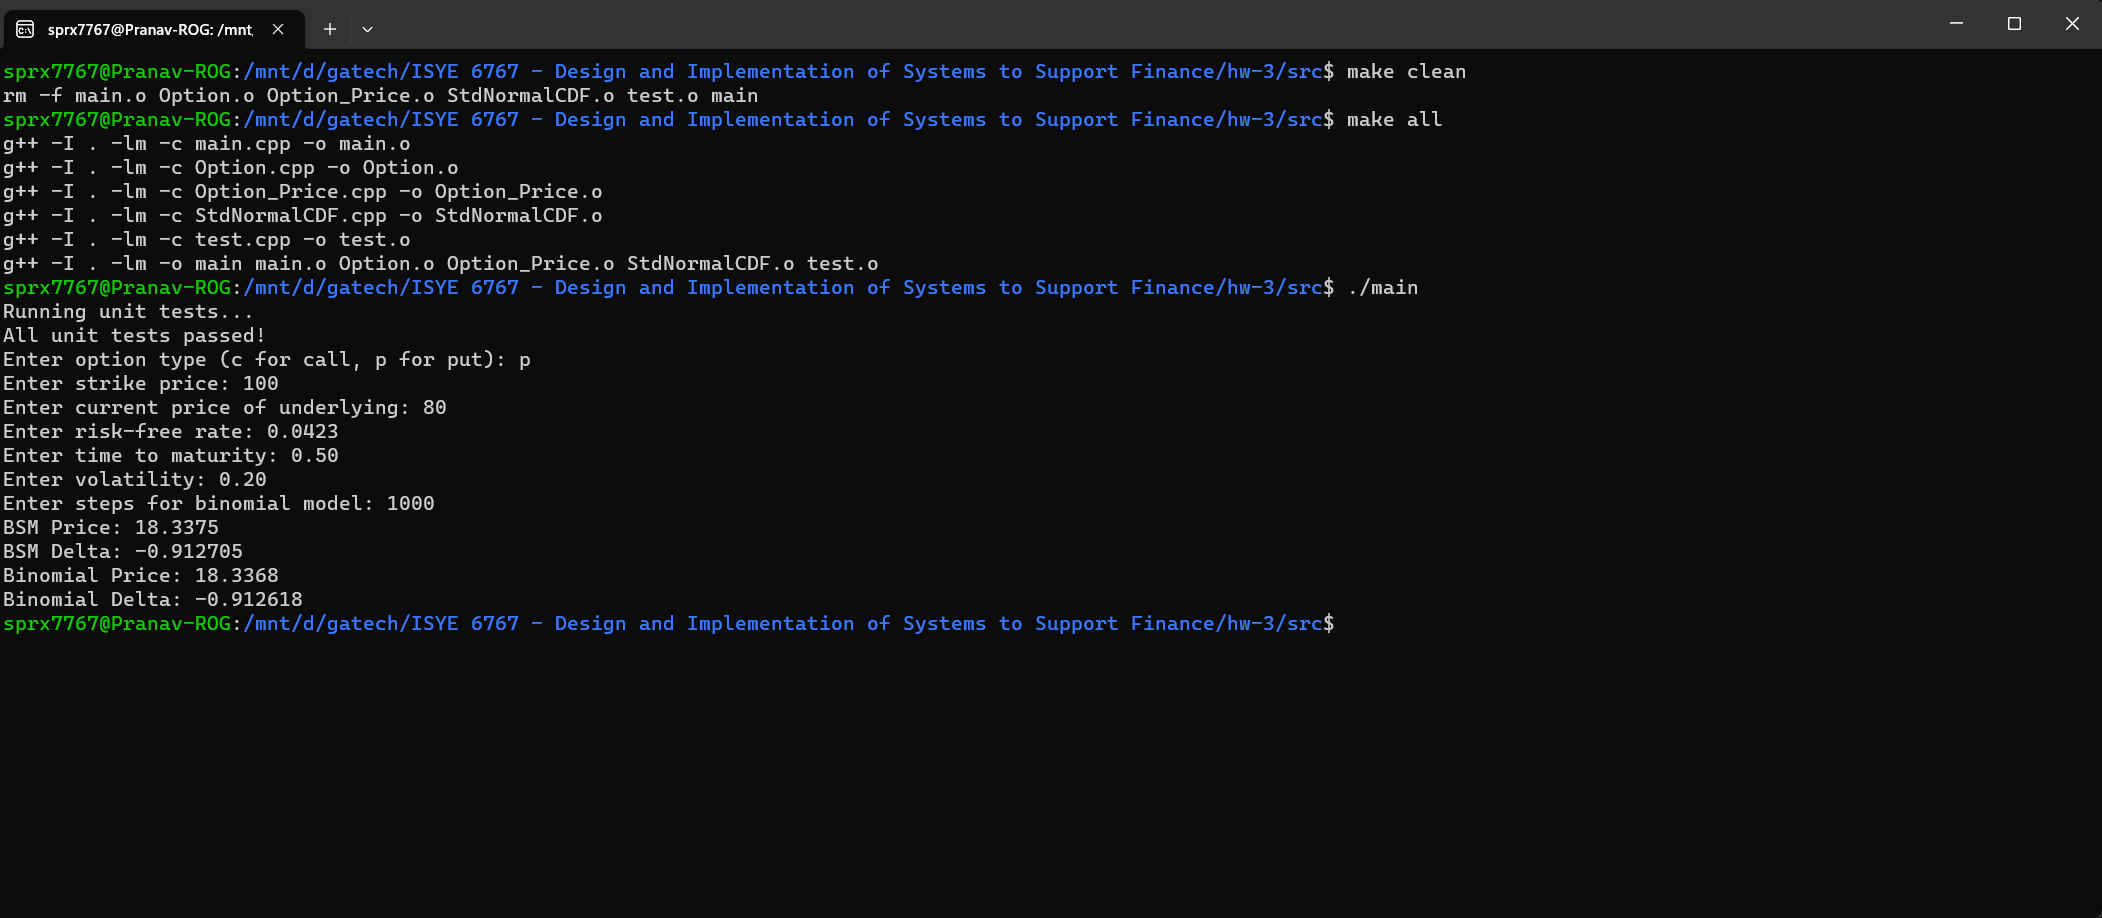 sprx7767@Pranav-ROG: /mnt,
sprx7767@Pranav-ROG:/mnt/d/gatech/ISYE 6767 - Design and Implementation of Systems to Support Finance/hw-3/src$ make clean
rm -f main.o Option.o Option_Price.o StdNormalCDF.o test.o main
sprx7767@Pranav-ROG:/mnt/d/gatech/ISYE 6767 - Design and Implementation of Systems to Support Finance/hw-3/src$ make all
g++ -I . -lm -c main.cpp -o main.o
g++ -I . -lm -c Option.cpp -o Option.o
g++ -I . -lm -c Option_Price.cpp -o Option_Price.o
g++ -I . -lm -c StdNormalCDF.cpp -o StdNormalCDF.o
g++ -I . -lm -c test.cpp -o test.o
g++ -I . -lm -o main main.o Option.o Option_Price.o StdNormalCDF.o test.o
sprx7767@Pranav-ROG:/mnt/d/gatech/ISYE 6767 - Design and Implementation of Systems to Support Finance/hw-3/src$ ./main
Running unit tests...
All unit tests passed!
Enter option type (c for call, p for put): p
Enter strike price: 100
Enter current price of underlying: 80
Enter risk-free rate: 0.0423
Enter time to maturity: 0.50
Enter volatility: 0.20
Enter steps for binomial model: 1000
BSM Price: 18.3375
BSM Delta: -0.912705
Binomial Price: 18.3368
Binomial Delta: -0.912618
sprx7767@Pranav-ROG:/mnt/d/gatech/ISYE 6767 - Design and Implementation of Systems to Support Finance/hw-3/src$